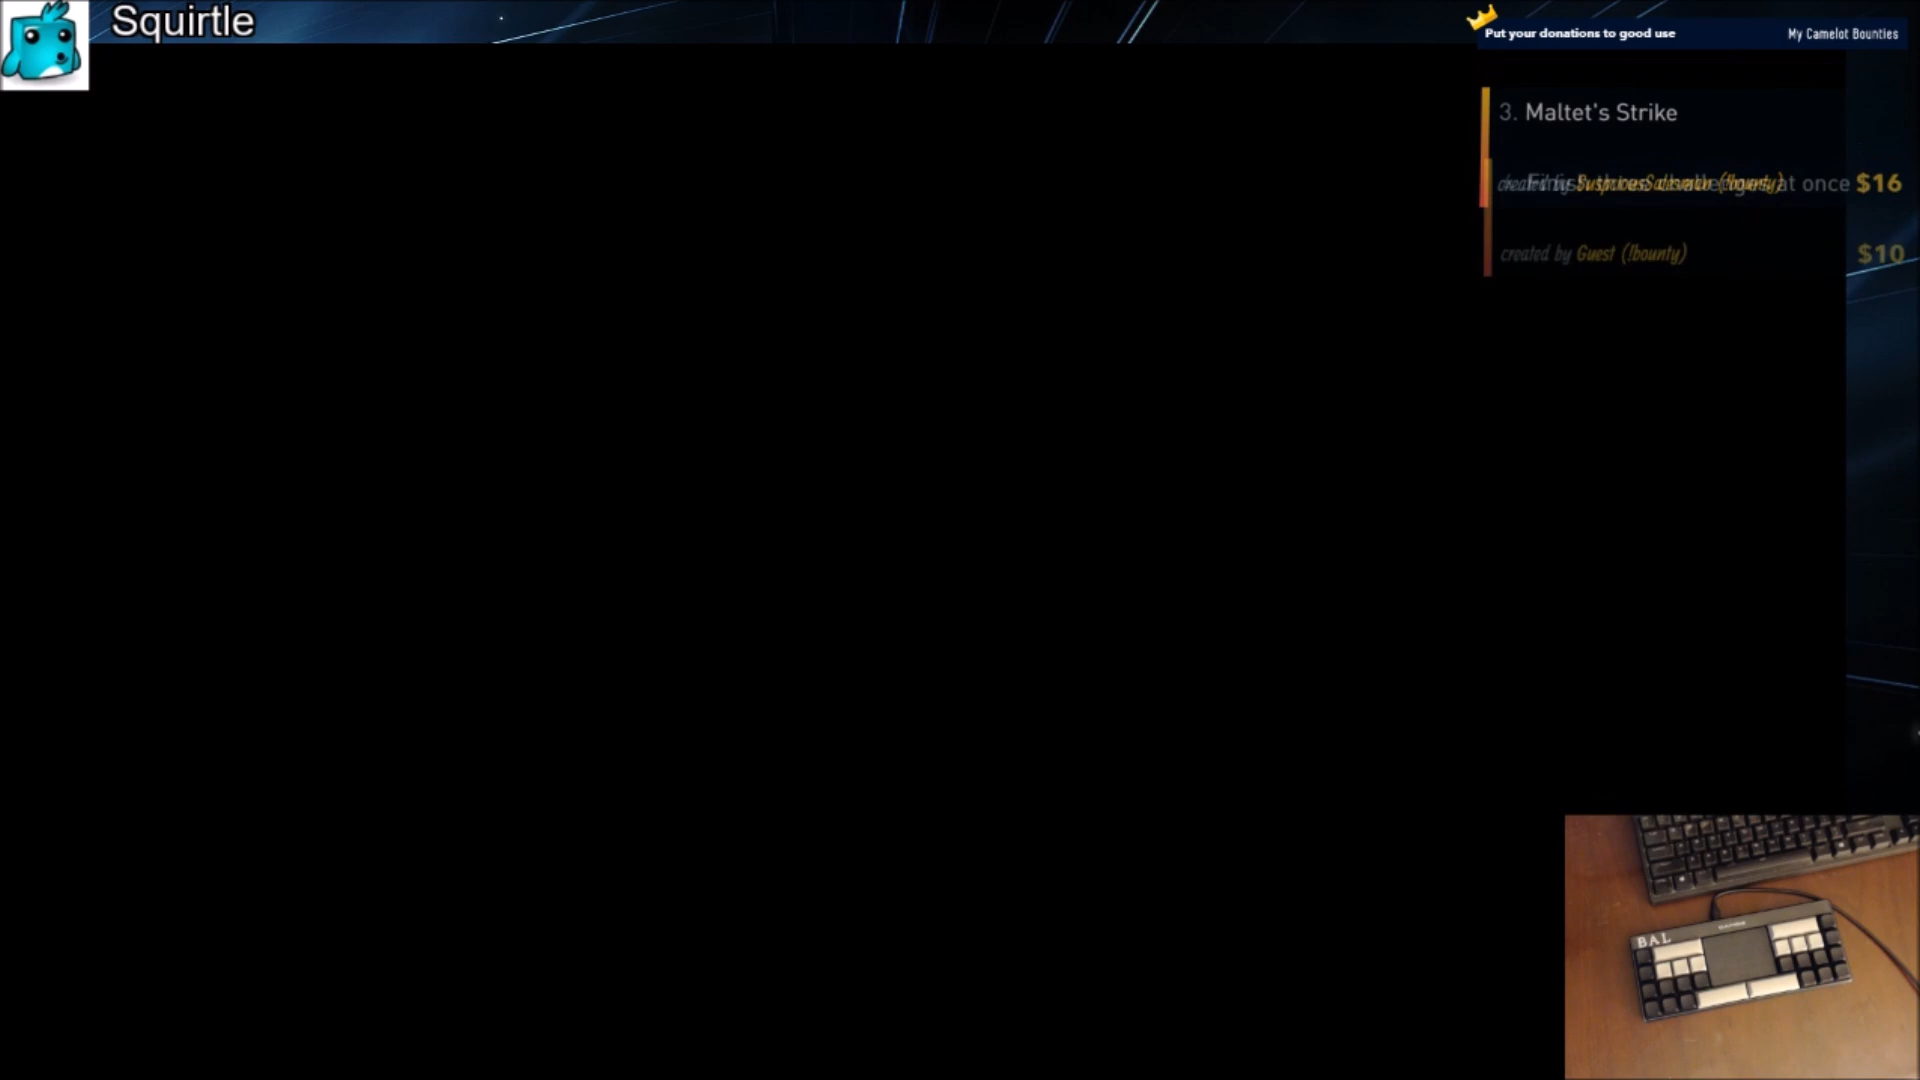 Squirtle
Put your donations to good use
My Camelot Bounties
3. Maltet's Strike
at once $16
created by Guest (!bounty)
$10
BAL